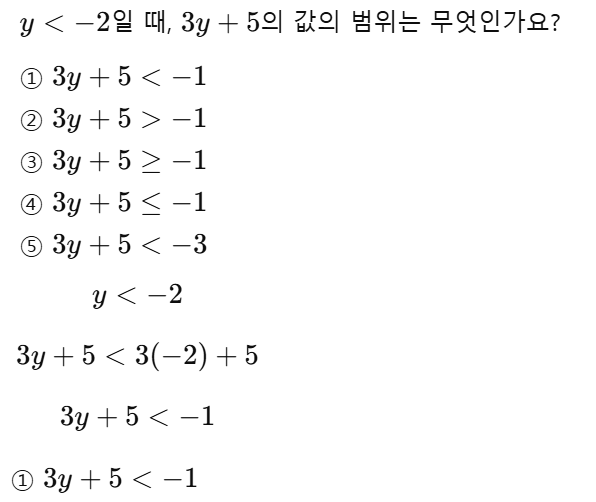 y < −2일 때, 3y + 5의 값의 범위는 무엇인가요?
① 3y + 5 < −1
② 3y + 5 > −1
③ 3y + 5 ≥ −1
④ 3y + 5 ≤ −1
⑤ 3y + 5 < −3
y < −2
3y + 5 < 3(−2) + 5
3y + 5 < −1
① 3y + 5 < −1